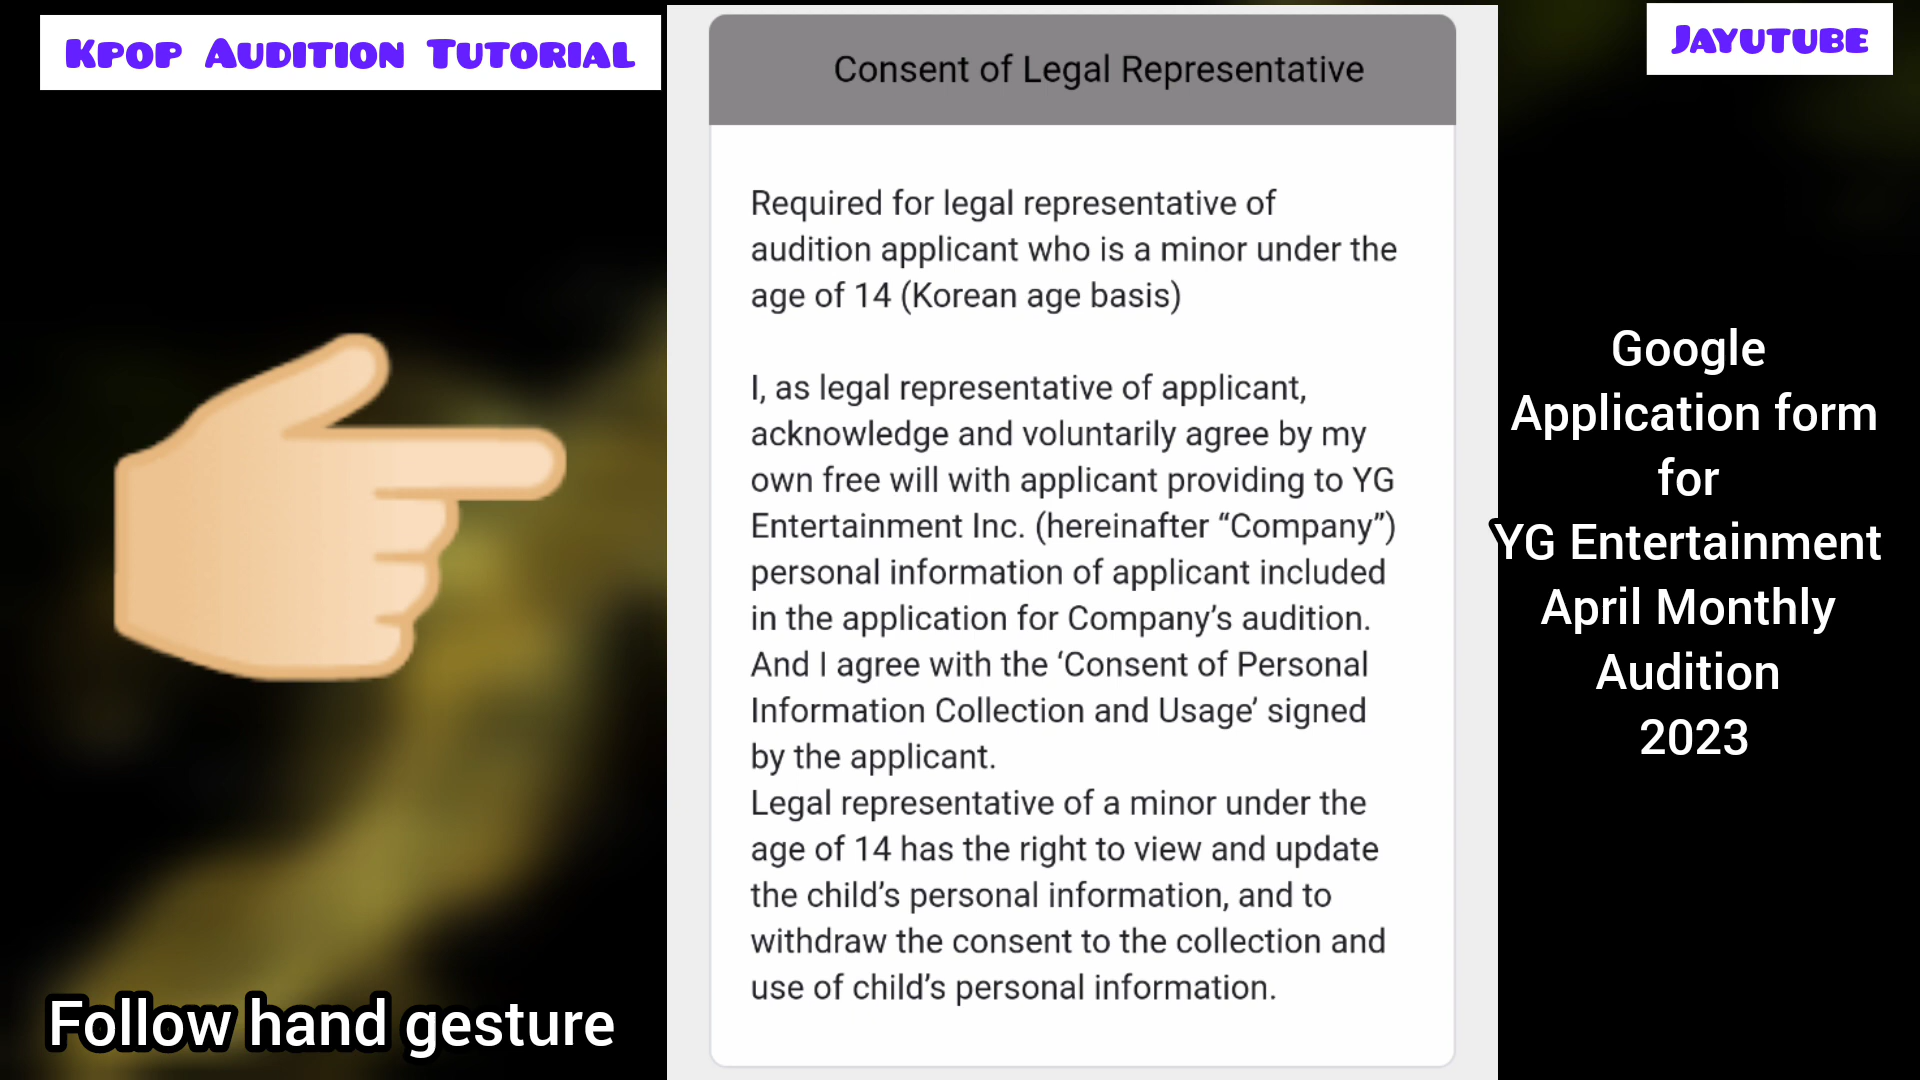 Kpop Audition Tutorial
Jayutube
Consent of Legal Representative
Required for legal representative of
audition applicant who is a minor under the
age of 14 (Korean age basis)
I, as legal representative of applicant,
acknowledge and voluntarily agree by my
own free will with applicant providing to YG
Entertainment Inc. (hereinafter “Company”)
personal information of applicant included
in the application for Company’s audition.
And I agree with the ‘Consent of Personal
Information Collection and Usage’ signed
by the applicant.
Legal representative of a minor under the
age of 14 has the right to view and update
the child’s personal information, and to
withdraw the consent to the collection and
use of child’s personal information.
Google
Application form
for
YG Entertainment
April Monthly
Audition
2023
Follow hand gesture